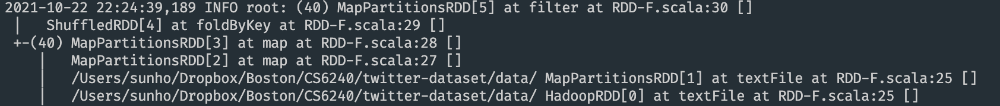 2021-10-22 22:24:39,189 INFO root: (40) MapPartitionsRDD[5] at filter at RDD-F.scala:30 []
 |   ShuffledRDD[4] at foldByKey at RDD-F.scala:29 []
 +-(40) MapPartitionsRDD[3] at map at RDD-F.scala:28 []
    |   MapPartitionsRDD[2] at map at RDD-F.scala:27 []
    |   /Users/sunho/Dropbox/Boston/CS6240/twitter-dataset/data/ MapPartitionsRDD[1] at textFile at RDD-F.scala:25 []
    |   /Users/sunho/Dropbox/Boston/CS6240/twitter-dataset/data/ HadoopRDD[0] at textFile at RDD-F.scala:25 []